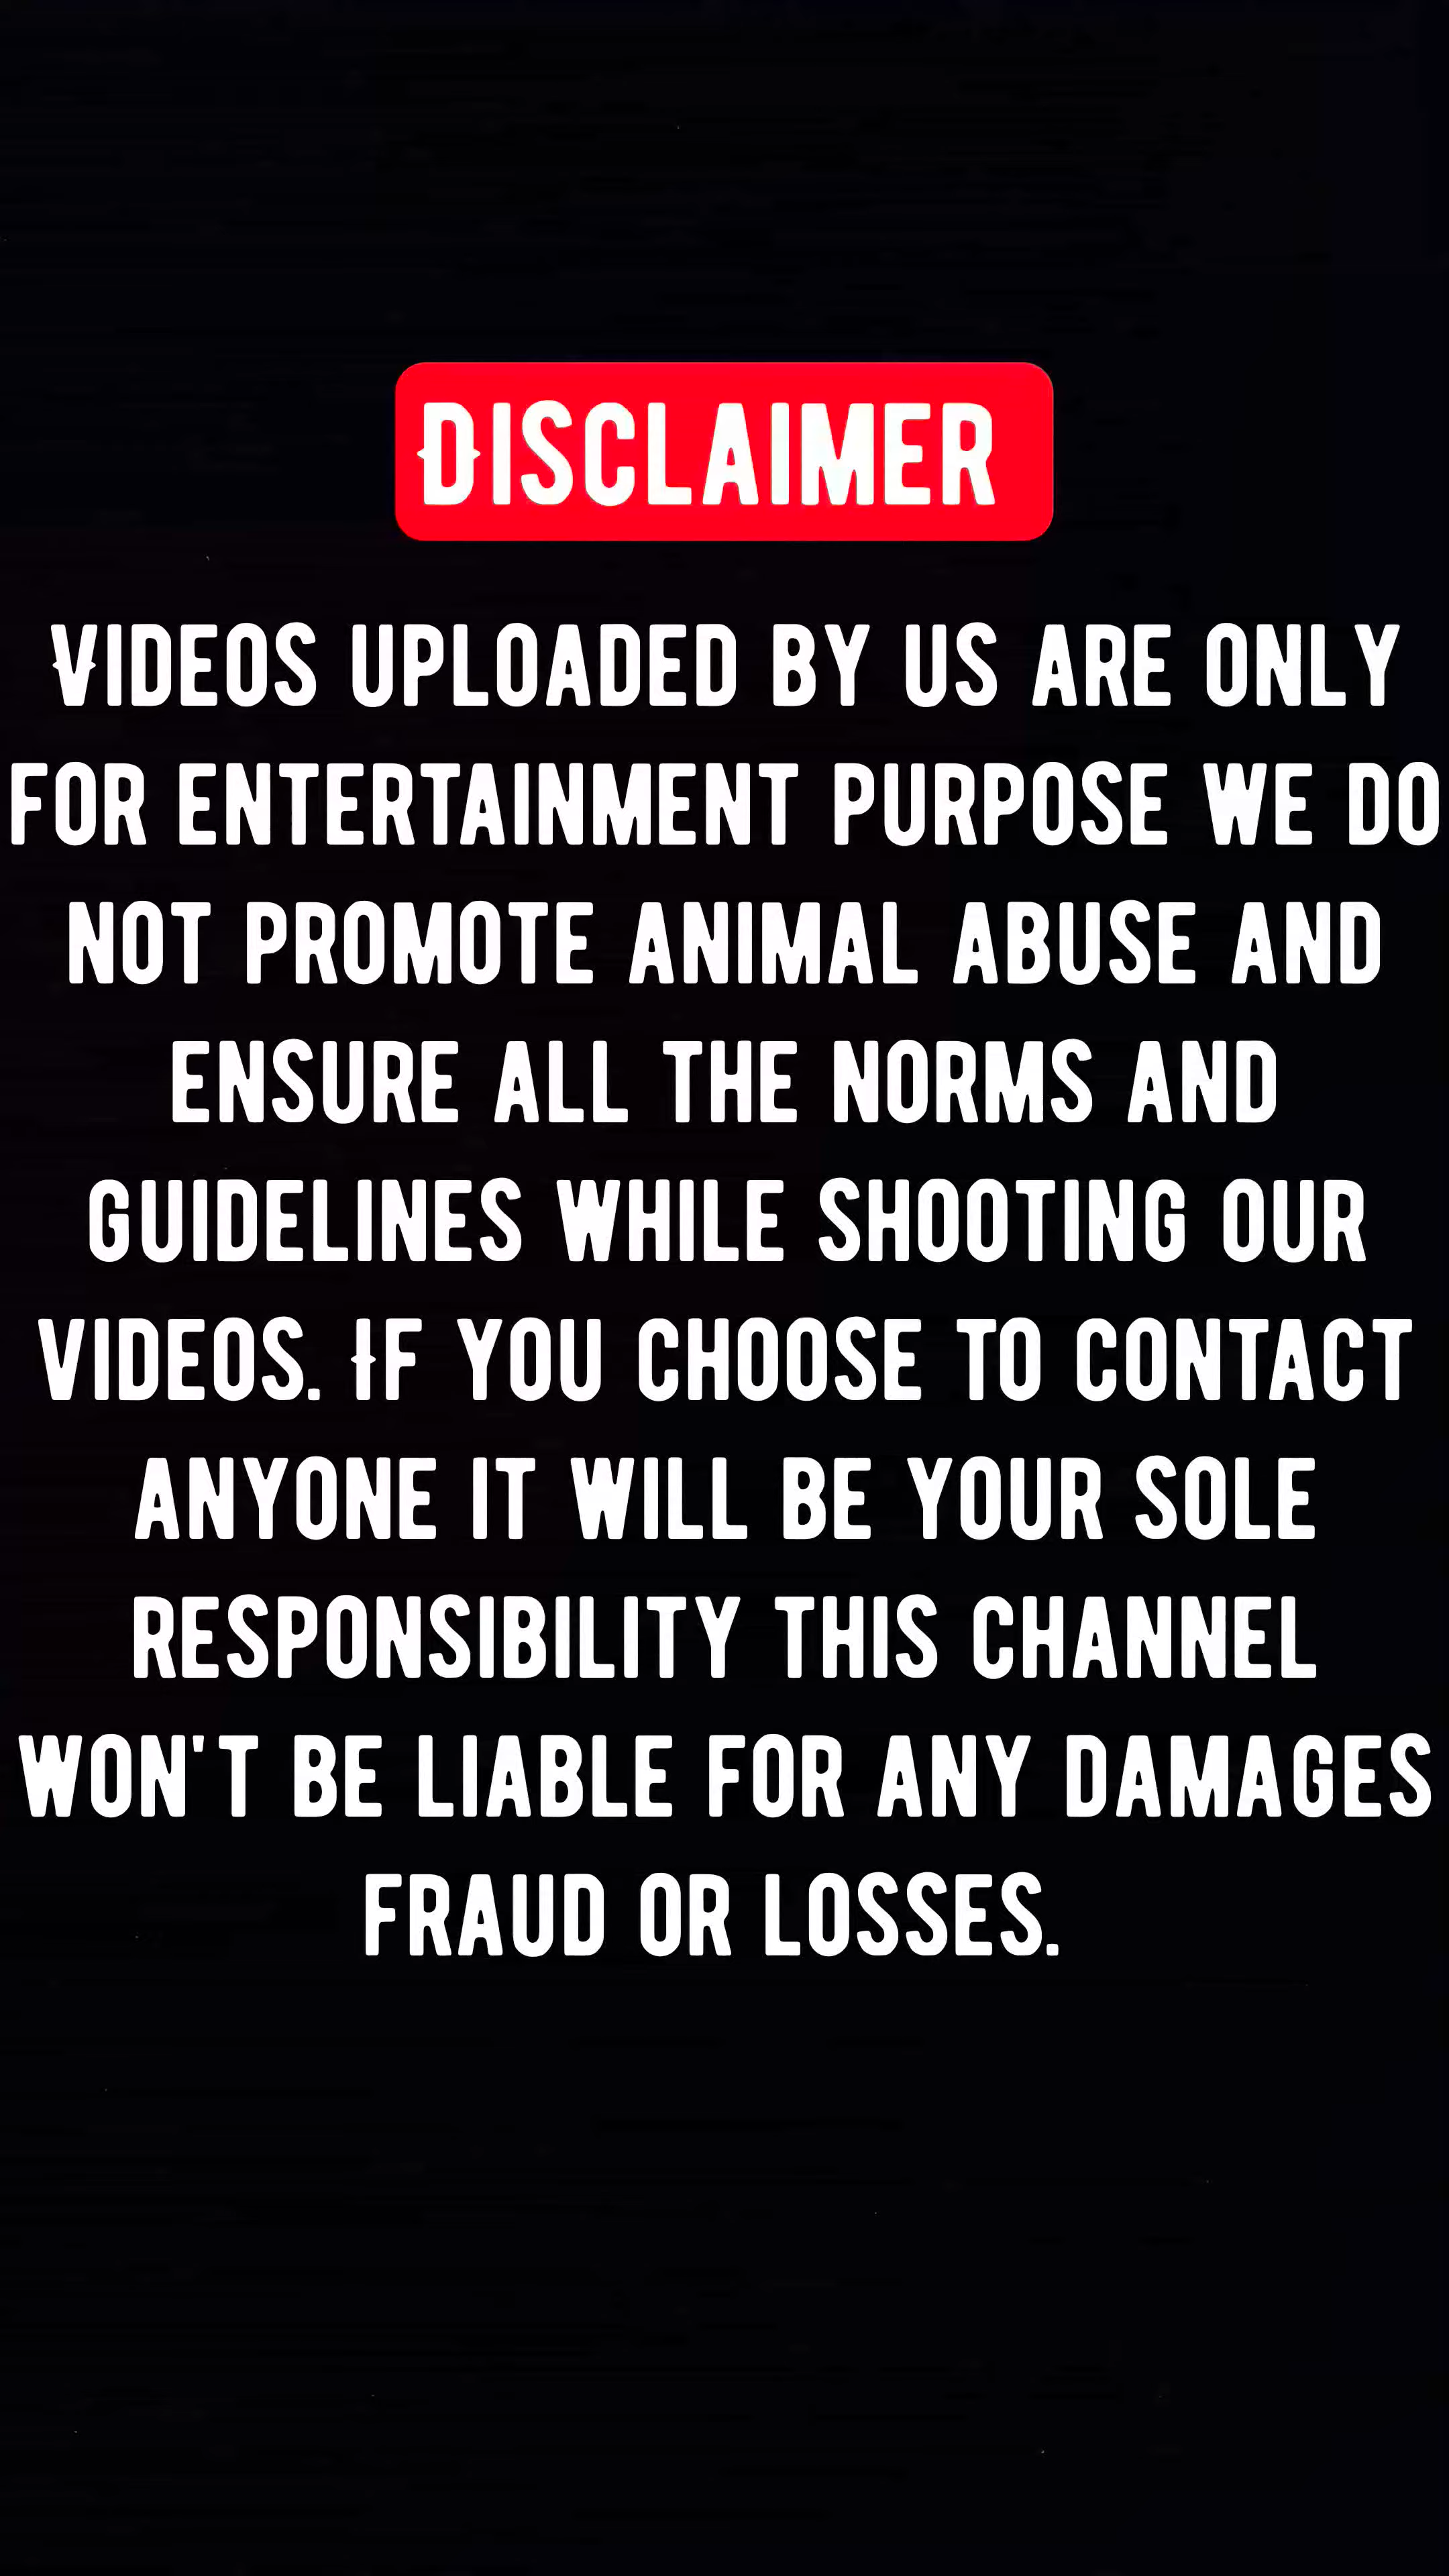 DISCLAIMER
VIDEOS UPLOADED BY US ARE ONLY
FOR ENTERTAINMENT PURPOSE WE DO
NOT PROMOTE ANIMAL ABUSE AND
ENSURE ALL THE NORMS AND
GUIDELINES WHILE SHOOTING OUR
VIDEOS. IF YOU CHOOSE TO CONTACT
ANYONE IT WILL BE YOUR SOLE
RESPONSIBILITY THIS CHANNEL
WON'T BE LIABLE FOR ANY DAMAGES
FRAUD OR LOSSES.